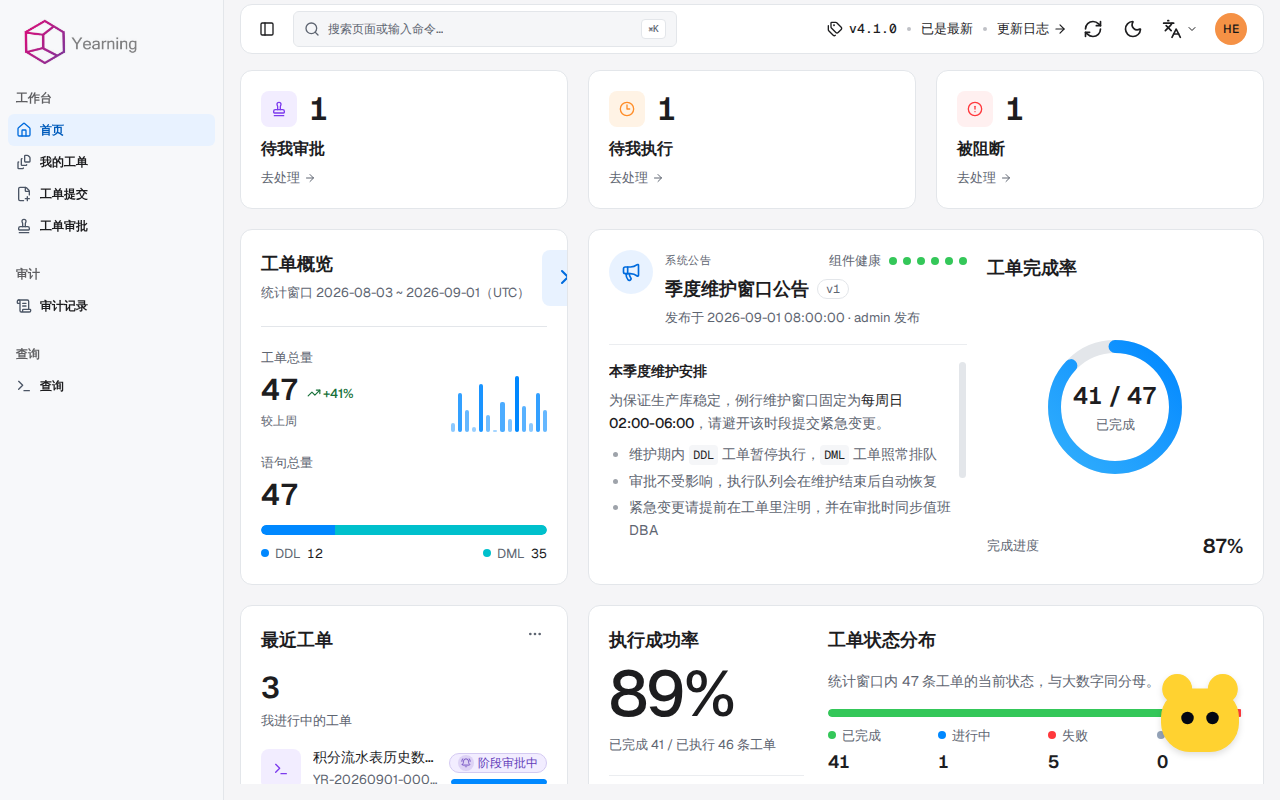 Yearning
工作台
首页
我的工单
工单提交
工单审批
审计
审计记录
查询
查询
搜索页面或输入命令…
⌘K
v4.1.0
已是最新
更新日志
HE
1
待我审批
去处理
1
待我执行
去处理
1
被阻断
去处理
工单概览
统计窗口 2026-08-03 ~ 2026-09-01（UTC）
工单总量
47
+41%
较上周
语句总量
47
DDL 12
DML 35
系统公告
组件健康
季度维护窗口公告
v1
发布于 2026-09-01 08:00:00 · admin 发布
本季度维护安排
为保证生产库稳定，例行维护窗口固定为每周日
02:00-06:00，请避开该时段提交紧急变更。
维护期内 DDL 工单暂停执行，DML 工单照常排队
审批不受影响，执行队列会在维护结束后自动恢复
紧急变更请提前在工单里注明，并在审批时同步值班
DBA
工单完成率
41 / 47
已完成
完成进度
87%
最近工单
3
我进行中的工单
积分流水表历史数…
YR-20260901-000…
阶段审批中
执行成功率
89%
已完成 41 / 已执行 46 条工单
工单状态分布
统计窗口内 47 条工单的当前状态，与大数字同分母。
已完成
进行中
失败
41
1
5
0